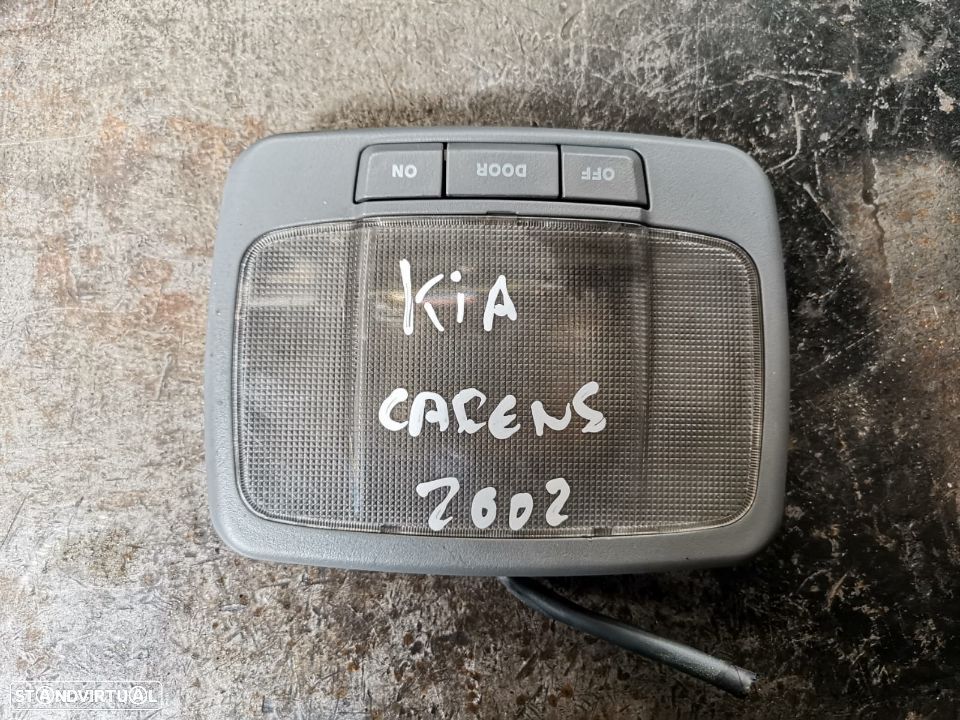 ON DOOR OFF
KiA
CARENS
2002
STANDVIRTUAL